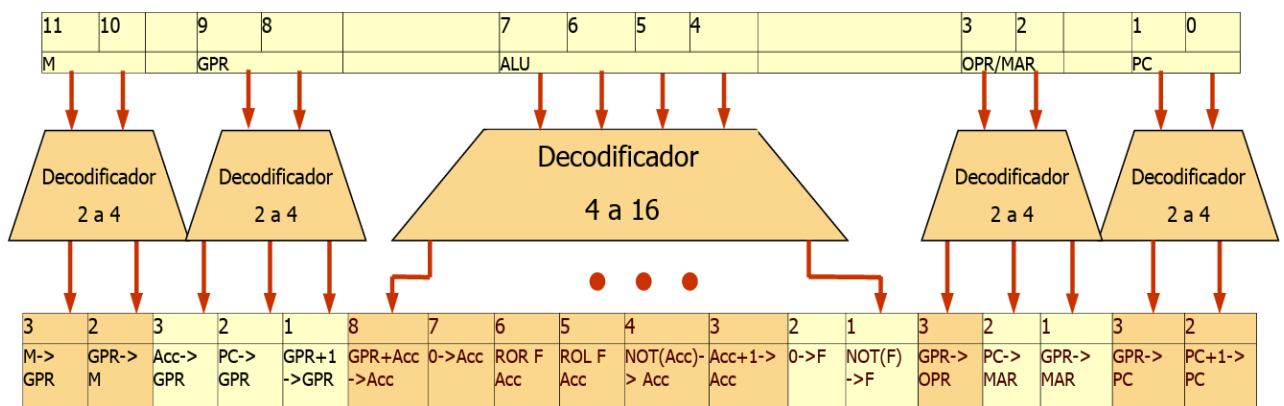 11 10 9 8 7 6 5 4 3 2 1 0
M GPR ALU OPR/MAR PC
Decodificador
2 a 4
Decodificador
2 a 4
Decodificador
4 a 16
Decodificador
2 a 4
Decodificador
2 a 4
3 2 3 2 1 8 7 6 5 4 3 2 1 3 2 1 3 2
M-> GPR-> Acc-> PC-> GPR+1 GPR+Acc 0->Acc ROR F ROL F NOT(Acc)- Acc+1-> 0->F NOT(F) GPR-> PC-> GPR-> GPR-> PC+1->
GPR M GPR GPR ->GPR ->Acc Acc Acc > Acc Acc ->F OPR MAR MAR PC PC